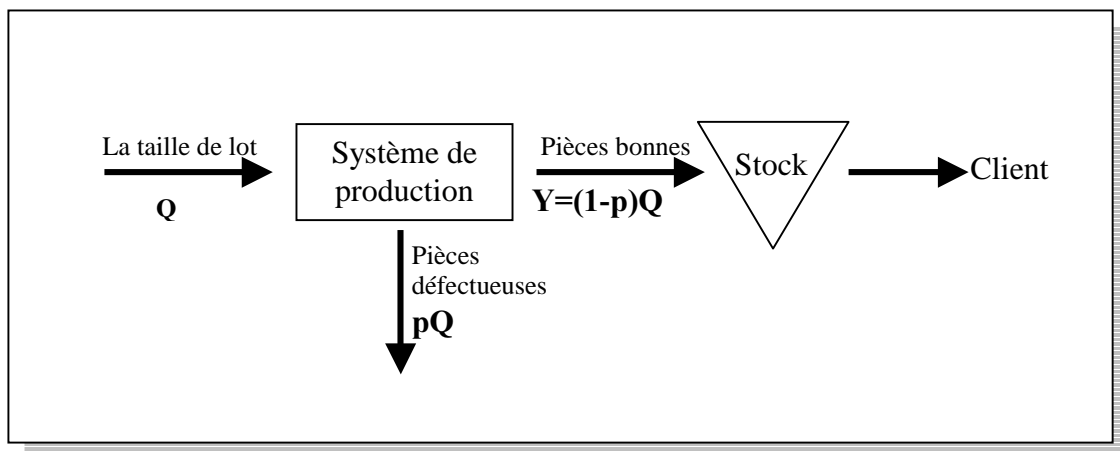 La taille de lot
Q
Système de
production
Pièces bonnes
Y=(1-p)Q
Stock
Client
Pièces
défectueuses
pQ